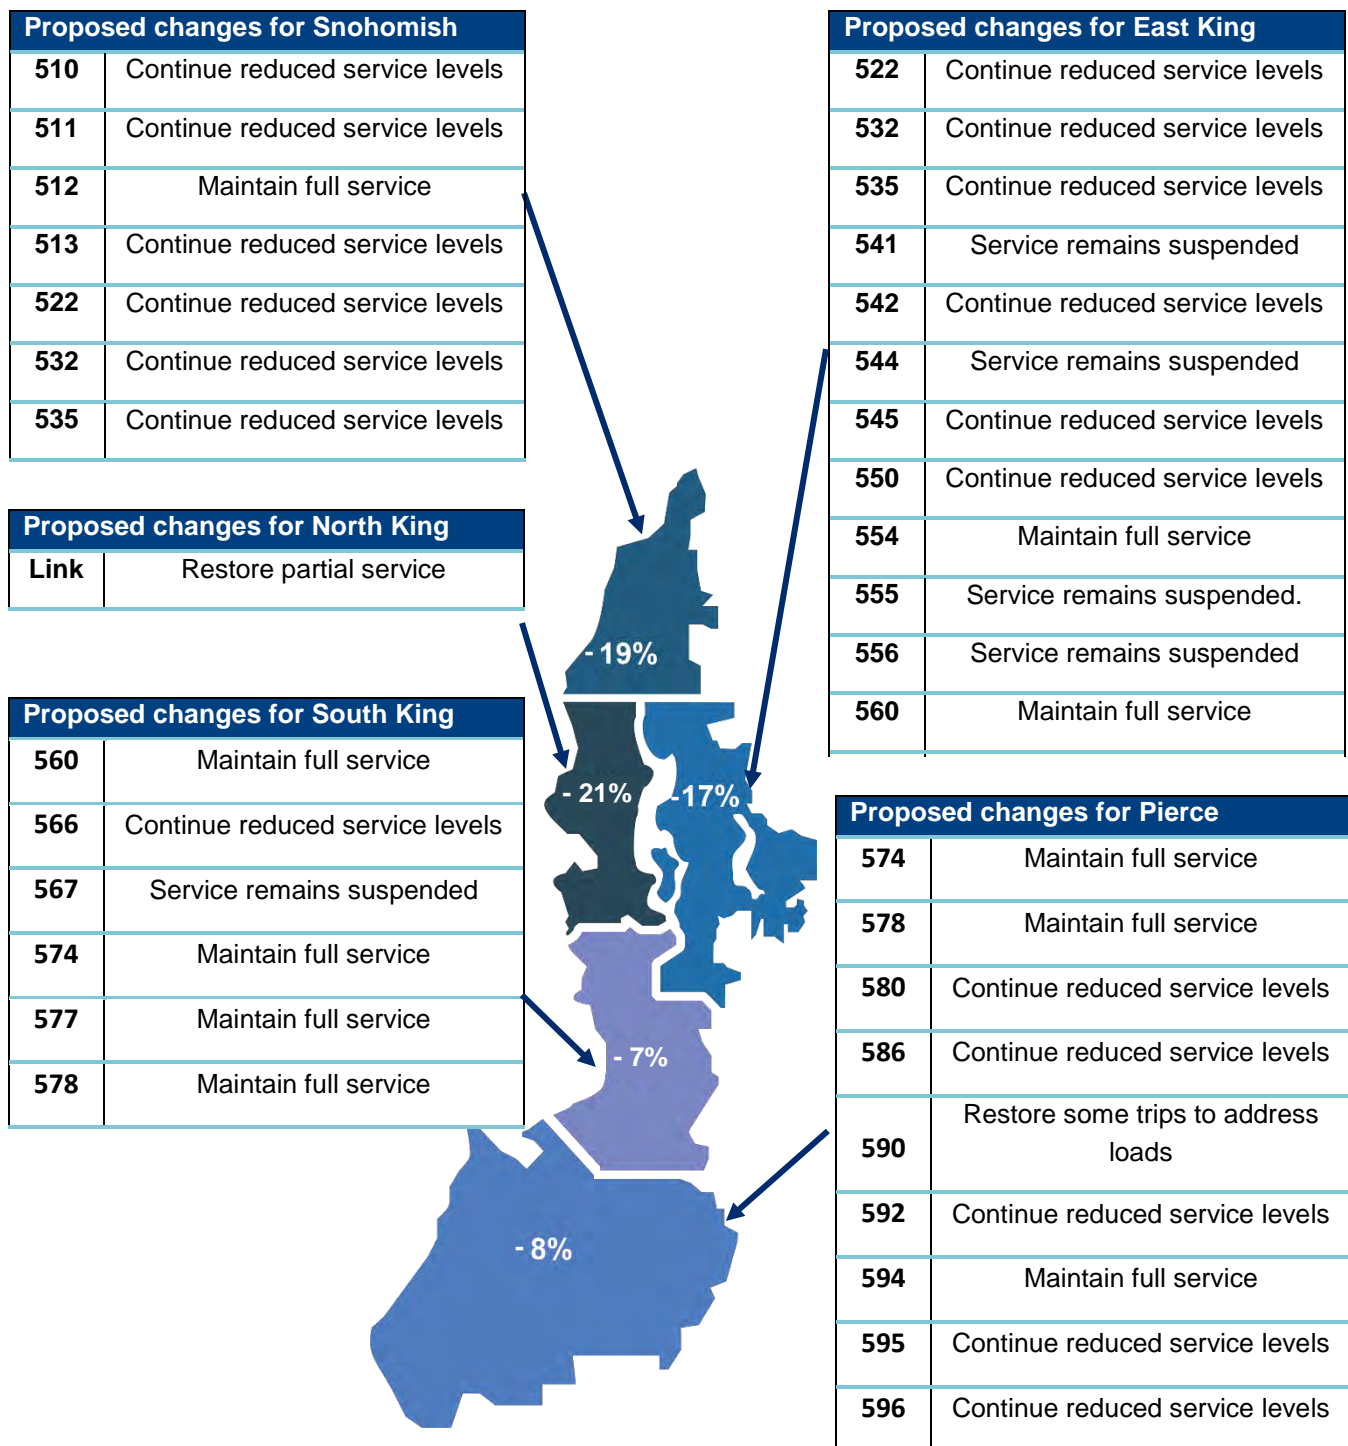 Proposed changes for Snohomish
510 Continue reduced service levels
511 Continue reduced service levels
512 Maintain full service
513 Continue reduced service levels
522 Continue reduced service levels
532 Continue reduced service levels
535 Continue reduced service levels
Proposed changes for North King
Link Restore partial service
Proposed changes for South King
560 Maintain full service
566 Continue reduced service levels
567 Service remains suspended
574 Maintain full service
577 Maintain full service
578 Maintain full service
- 19%
- 21%
-17%
- 7%
- 8%
Proposed changes for East King
522 Continue reduced service levels
532 Continue reduced service levels
535 Continue reduced service levels
541 Service remains suspended
542 Continue reduced service levels
544 Service remains suspended
545 Continue reduced service levels
550 Continue reduced service levels
554 Maintain full service
555 Service remains suspended.
556 Service remains suspended
560 Maintain full service
Proposed changes for Pierce
574 Maintain full service
578 Maintain full service
580 Continue reduced service levels
586 Continue reduced service levels
590 Restore some trips to address
loads
592 Continue reduced service levels
594 Maintain full service
595 Continue reduced service levels
596 Continue reduced service levels